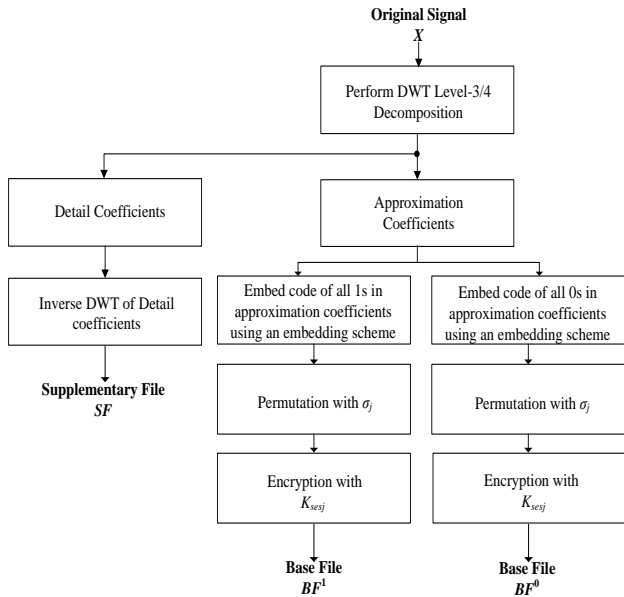 Original Signal
X
Perform DWT Level-3/4
Decomposition
Detail Coefficients
Approximation
Coefficients
Inverse DWT of Detail
coefficients
Embed code of all 1s in
approximation coefficients
using an embedding scheme
Embed code of all 0s in
approximation coefficients
using an embedding scheme
Supplementary File
SF
Permutation with σj
Permutation with σj
Encryption with
Ksesj
Encryption with
Ksesj
Base File
BF¹
Base File
BF⁰